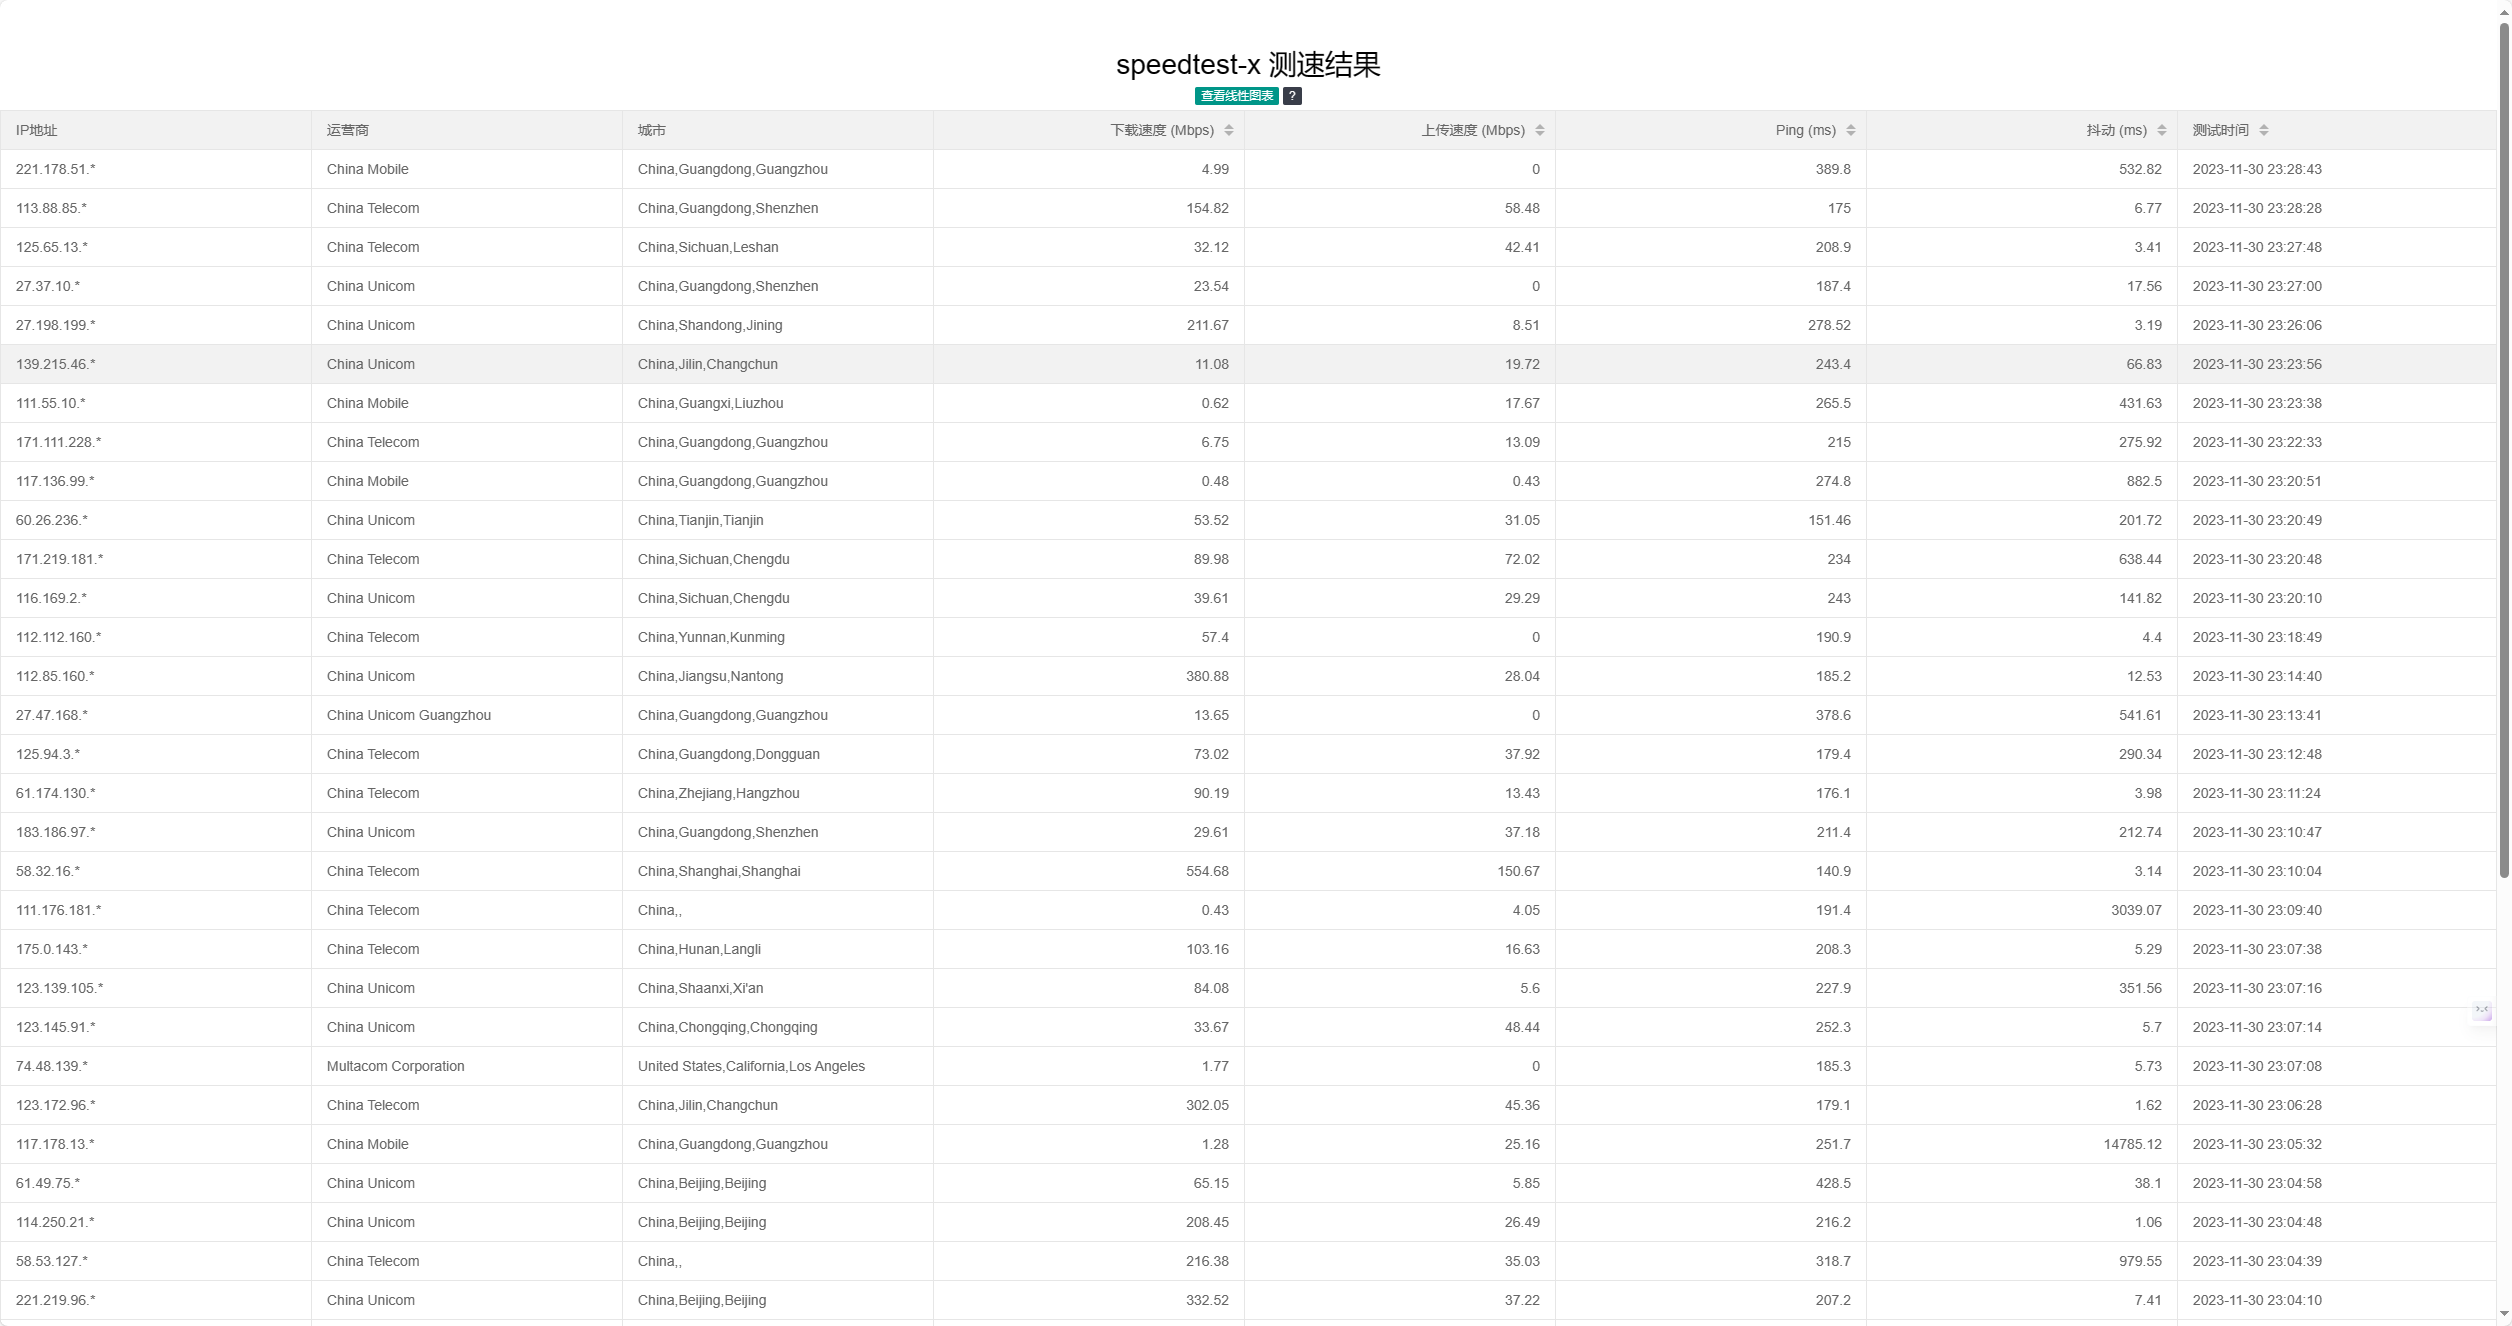 speedtest-x 测速结果
查看线性图表 ?
IP地址 运营商 城市 下载速度 (Mbps) 上传速度 (Mbps) Ping (ms) 抖动 (ms) 测试时间
221.178.51.* China Mobile China,Guangdong,Guangzhou 4.99 0 389.8 532.82 2023-11-30 23:28:43
113.88.85.* China Telecom China,Guangdong,Shenzhen 154.82 58.48 175 6.77 2023-11-30 23:28:28
125.65.13.* China Telecom China,Sichuan,Leshan 32.12 42.41 208.9 3.41 2023-11-30 23:27:48
27.37.10.* China Unicom China,Guangdong,Shenzhen 23.54 0 187.4 17.56 2023-11-30 23:27:00
27.198.199.* China Unicom China,Shandong,Jining 211.67 8.51 278.52 3.19 2023-11-30 23:26:06
139.215.46.* China Unicom China,Jilin,Changchun 11.08 19.72 243.4 66.83 2023-11-30 23:23:56
111.55.10.* China Mobile China,Guangxi,Liuzhou 0.62 17.67 265.5 431.63 2023-11-30 23:23:38
171.111.228.* China Telecom China,Guangdong,Guangzhou 6.75 13.09 215 275.92 2023-11-30 23:22:33
117.136.99.* China Mobile China,Guangdong,Guangzhou 0.48 0.43 274.8 882.5 2023-11-30 23:20:51
60.26.236.* China Unicom China,Tianjin,Tianjin 53.52 31.05 151.46 201.72 2023-11-30 23:20:49
171.219.181.* China Telecom China,Sichuan,Chengdu 89.98 72.02 234 638.44 2023-11-30 23:20:48
116.169.2.* China Unicom China,Sichuan,Chengdu 39.61 29.29 243 141.82 2023-11-30 23:20:10
112.112.160.* China Telecom China,Yunnan,Kunming 57.4 0 190.9 4.4 2023-11-30 23:18:49
112.85.160.* China Unicom China,Jiangsu,Nantong 380.88 28.04 185.2 12.53 2023-11-30 23:14:40
27.47.168.* China Unicom Guangzhou China,Guangdong,Guangzhou 13.65 0 378.6 541.61 2023-11-30 23:13:41
125.94.3.* China Telecom China,Guangdong,Dongguan 73.02 37.92 179.4 290.34 2023-11-30 23:12:48
61.174.130.* China Telecom China,Zhejiang,Hangzhou 90.19 13.43 176.1 3.98 2023-11-30 23:11:24
183.186.97.* China Unicom China,Guangdong,Shenzhen 29.61 37.18 211.4 212.74 2023-11-30 23:10:47
58.32.16.* China Telecom China,Shanghai,Shanghai 554.68 150.67 140.9 3.14 2023-11-30 23:10:04
111.176.181.* China Telecom China,, 0.43 4.05 191.4 3039.07 2023-11-30 23:09:40
175.0.143.* China Telecom China,Hunan,Langli 103.16 16.63 208.3 5.29 2023-11-30 23:07:38
123.139.105.* China Unicom China,Shaanxi,Xi'an 84.08 5.6 227.9 351.56 2023-11-30 23:07:16
123.145.91.* China Unicom China,Chongqing,Chongqing 33.67 48.44 252.3 5.7 2023-11-30 23:07:14
74.48.139.* Multacom Corporation United States,California,Los Angeles 1.77 0 185.3 5.73 2023-11-30 23:07:08
123.172.96.* China Telecom China,Jilin,Changchun 302.05 45.36 179.1 1.62 2023-11-30 23:06:28
117.178.13.* China Mobile China,Guangdong,Guangzhou 1.28 25.16 251.7 14785.12 2023-11-30 23:05:32
61.49.75.* China Unicom China,Beijing,Beijing 65.15 5.85 428.5 38.1 2023-11-30 23:04:58
114.250.21.* China Unicom China,Beijing,Beijing 208.45 26.49 216.2 1.06 2023-11-30 23:04:48
58.53.127.* China Telecom China,, 216.38 35.03 318.7 979.55 2023-11-30 23:04:39
221.219.96.* China Unicom China,Beijing,Beijing 332.52 37.22 207.2 7.41 2023-11-30 23:04:10